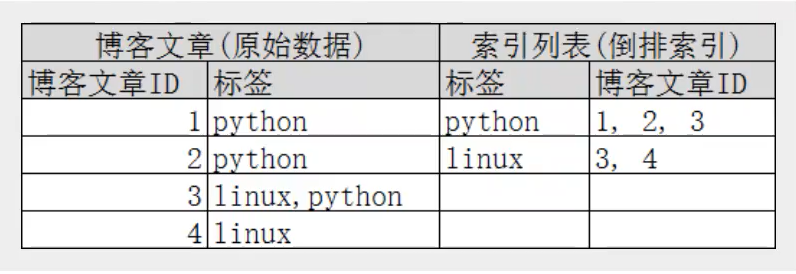 博客文章(原始数据) 索引列表(倒排索引)
博客文章ID 标签 标签 博客文章ID
1 python python 1, 2, 3
2 python linux 3, 4
3 linux,python
4 linux